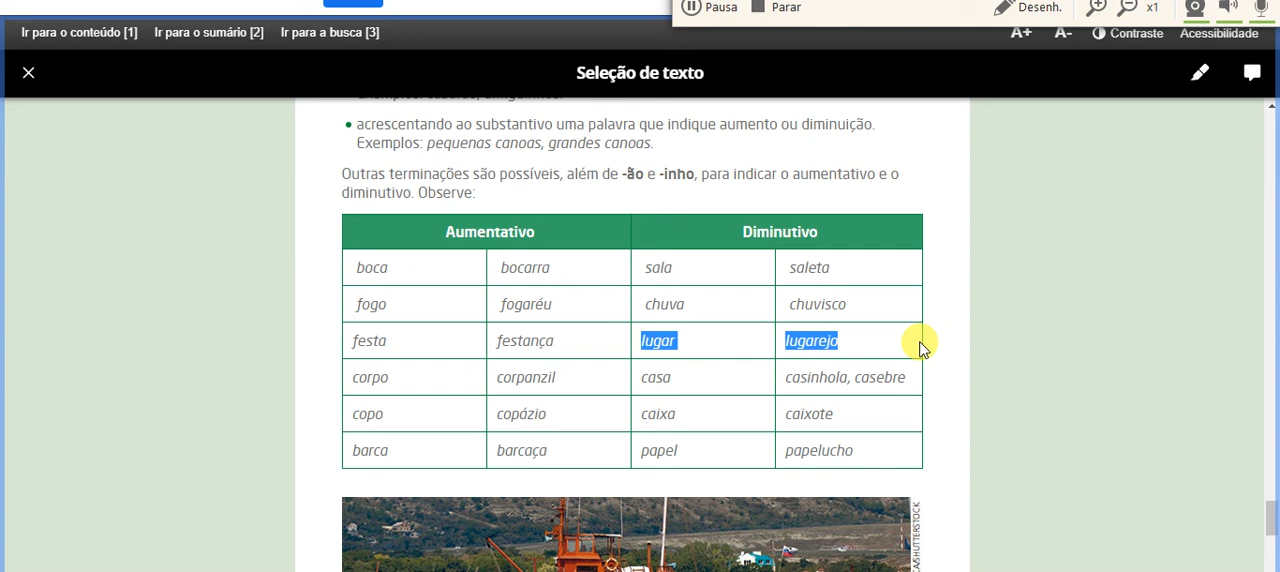 Pausa Parar Desenh. x1
Ir para o conteúdo [1] Ir para o sumário [2] Ir para a busca [3] A+ A- Contraste Acessibilidade
Seleção de texto
• acrescentando ao substantivo uma palavra que indique aumento ou diminuição.
Exemplos: pequenas canoas, grandes canoas.
Outras terminações são possíveis, além de -ão e -inho, para indicar o aumentativo e o
diminutivo. Observe:
Aumentativo Diminutivo
boca bocarra sala saleta
fogo fogaréu chuva chuvisco
festa festança lugar lugarejo
corpo corpanzil casa casinhola, casebre
copo copázio caixa caixote
barca barcaça papel papelucho
CA/SHUTTERSTOCK